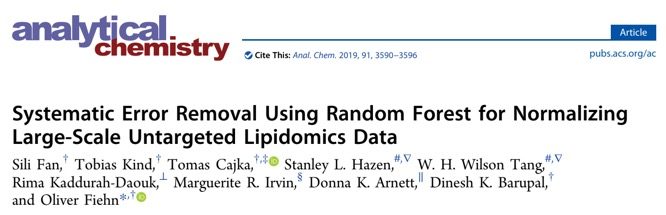 analytical
chemistry
Article
Cite This: Anal. Chem. 2019, 91, 3590−3596
pubs.acs.org/ac
Systematic Error Removal Using Random Forest for Normalizing
Large-Scale Untargeted Lipidomics Data
Sili Fan,† Tobias Kind,† Tomas Cajka,†,‡ iD Stanley L. Hazen,#,∇ W. H. Wilson Tang,#,∇
Rima Kaddurah-Daouk,⊥ Marguerite R. Irvin,§ Donna K. Arnett,∥ Dinesh K. Barupal,†
and Oliver Fiehn*,† iD